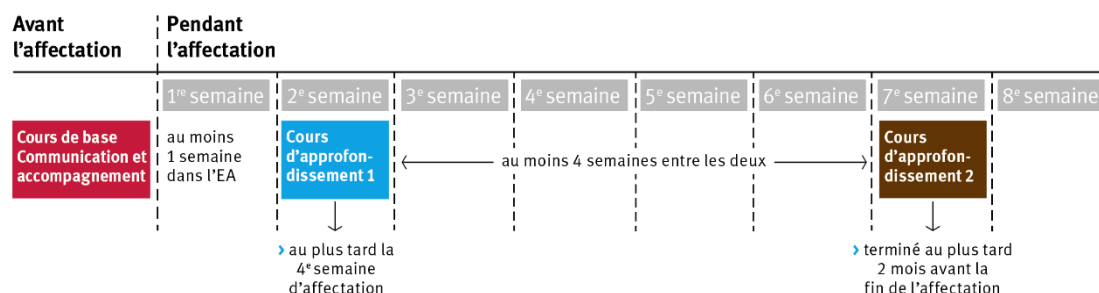 Avant
l’affectation
Pendant
l’affectation
1re semaine
2e semaine
3e semaine
4e semaine
5e semaine
6e semaine
7e semaine
8e semaine
Cours de base
Communication et
accompagnement
au moins
1 semaine
dans l’EA
Cours
d’approfon-
dissement 1
au moins 4 semaines entre les deux
Cours
d’approfon-
dissement 2
› au plus tard la
4e semaine
d’affectation
› terminé au plus tard
2 mois avant la
fin de l’affectation